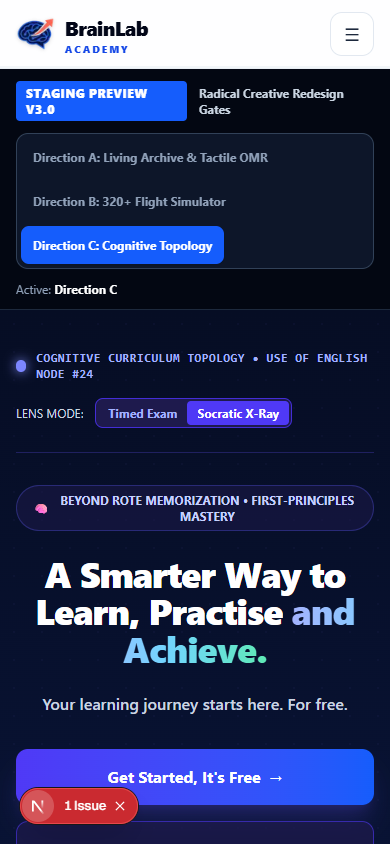 BrainLab
ACADEMY
☰
STAGING PREVIEW
V3.0
Radical Creative Redesign
Gates
Direction A: Living Archive & Tactile OMR
Direction B: 320+ Flight Simulator
Direction C: Cognitive Topology
Active: Direction C
COGNITIVE CURRICULUM TOPOLOGY • USE OF ENGLISH
NODE #24
LENS MODE: Timed Exam Socratic X-Ray
BEYOND ROTE MEMORIZATION • FIRST-PRINCIPLES
MASTERY
A Smarter Way to
Learn, Practise and
Achieve.
Your learning journey starts here. For free.
Get Started, It's Free →
N 1 Issue ×